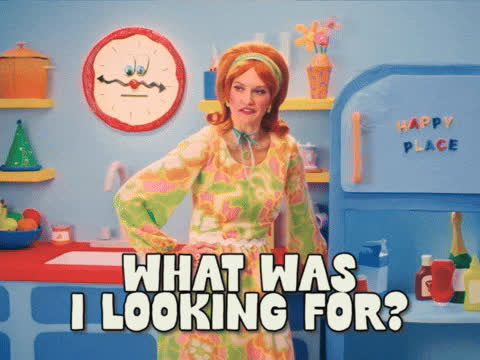 HAPPY
PLACE
WHAT WAS
I LOOKING FOR?